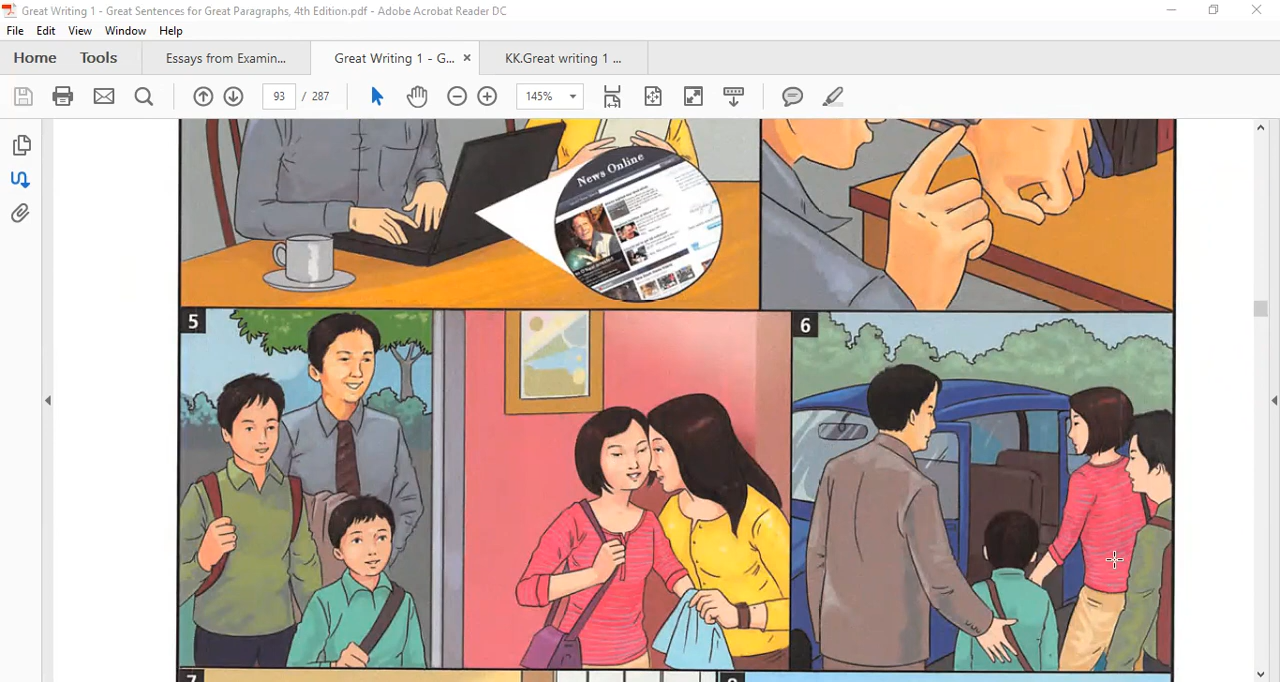 Great Writing 1 - Great Sentences for Great Paragraphs, 4th Edition.pdf - Adobe Acrobat Reader DC
File Edit View Window Help
Home Tools Essays from Examin... Great Writing 1 - G... × KK.Great writing 1 ...
93 / 287 145%
News Online
5
6
7
8